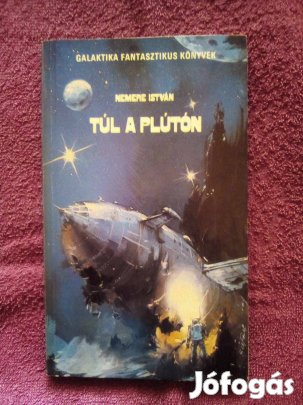 GALAKTIKA FANTASZTIKUS KÖNYVEK
NEMERE ISTVÁN
TÚL A PLÚTÓN
Jófogás